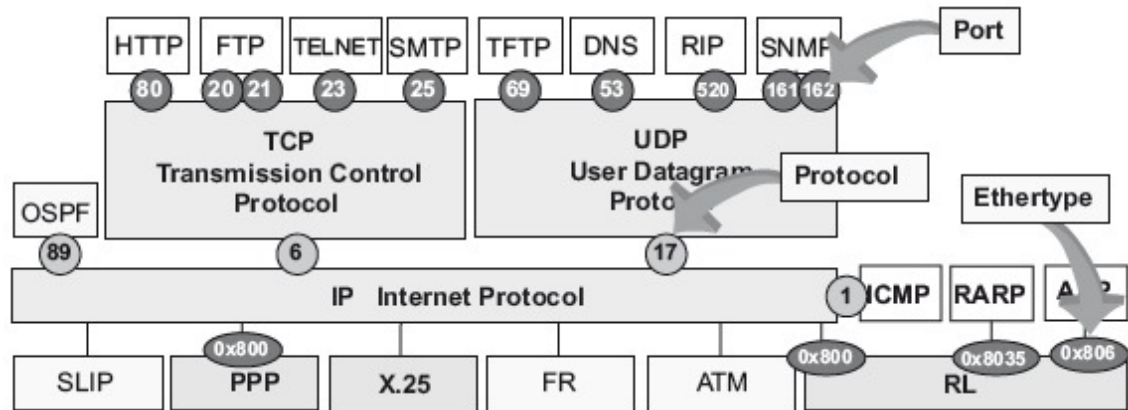 HTTP FTP TELNET SMTP TFTP DNS RIP SNMP Port
80 20 21 23 25 69 53 520 161 162
TCP
Transmission Control
Protocol
UDP
User Datagram
Protocol
Ethertype
OSPF
89 6 17
IP Internet Protocol 1 ICMP RARP
0x800 0x800 0x8035 0x806
SLIP PPP X.25 FR ATM RL